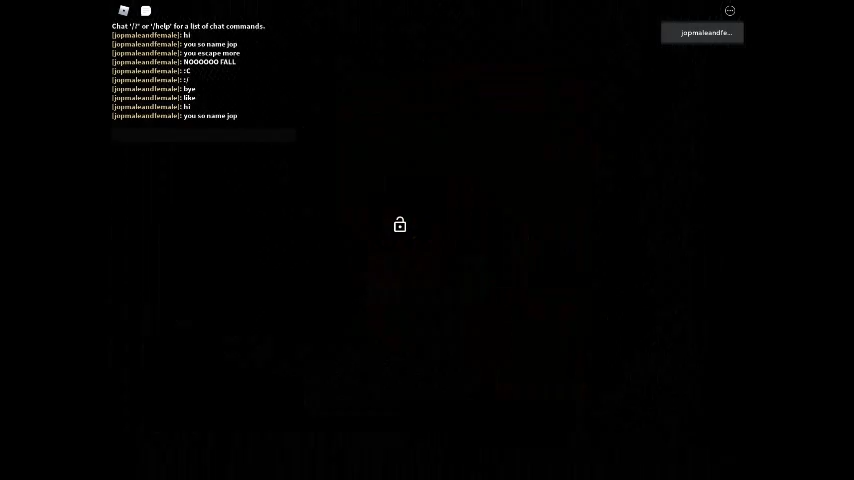 Chat '/?' or '/help' for a list of chat commands.
[jopmaleandfemale]: hi
[jopmaleandfemale]: you so name jop
[jopmaleandfemale]: you escape more
[jopmaleandfemale]: NOOOOOO FALL
[jopmaleandfemale]: :C
[jopmaleandfemale]: :/
[jopmaleandfemale]: bye
[jopmaleandfemale]: like
[jopmaleandfemale]: hi
[jopmaleandfemale]: you so name jop
jopmaleandfe...